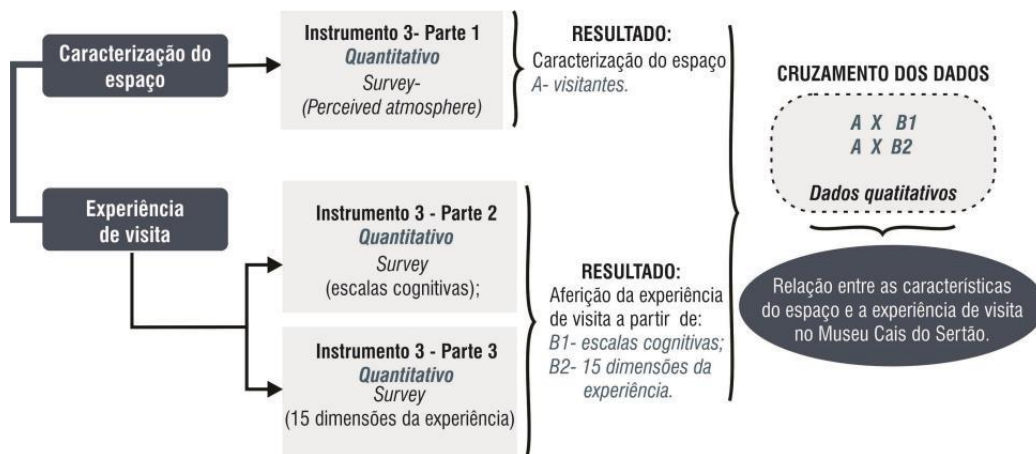 Caracterização do
espaço
Instrumento 3- Parte 1
Quantitativo
Survey-
(Perceived atmosphere)
RESULTADO:
Caracterização do espaço
A- visitantes.
Experiência
de visita
Instrumento 3 - Parte 2
Quantitativo
Survey
(escalas cognitivas);
Instrumento 3 - Parte 3
Quantitativo
Survey
(15 dimensões da experiência)
RESULTADO:
Aferição da experiência
de visita a partir de:
B1- escalas cognitivas;
B2- 15 dimensões da
experiência.
CRUZAMENTO DOS DADOS
A X B1
A X B2
Dados quatitativos
Relação entre as características
do espaço e a experiência de visita
no Museu Cais do Sertão.